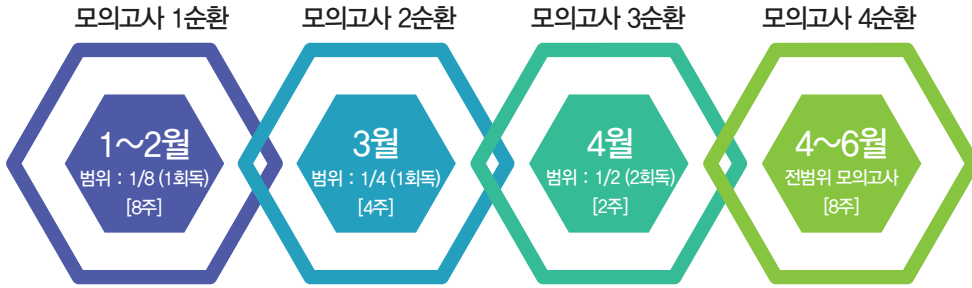 모의고사 1순환
모의고사 2순환
모의고사 3순환
모의고사 4순환
1~2월
범위 : 1/8 (1회독)
[8주]
3월
범위 : 1/4 (1회독)
[4주]
4월
범위 : 1/2 (2회독)
[2주]
4~6월
전범위 모의고사
[8주]